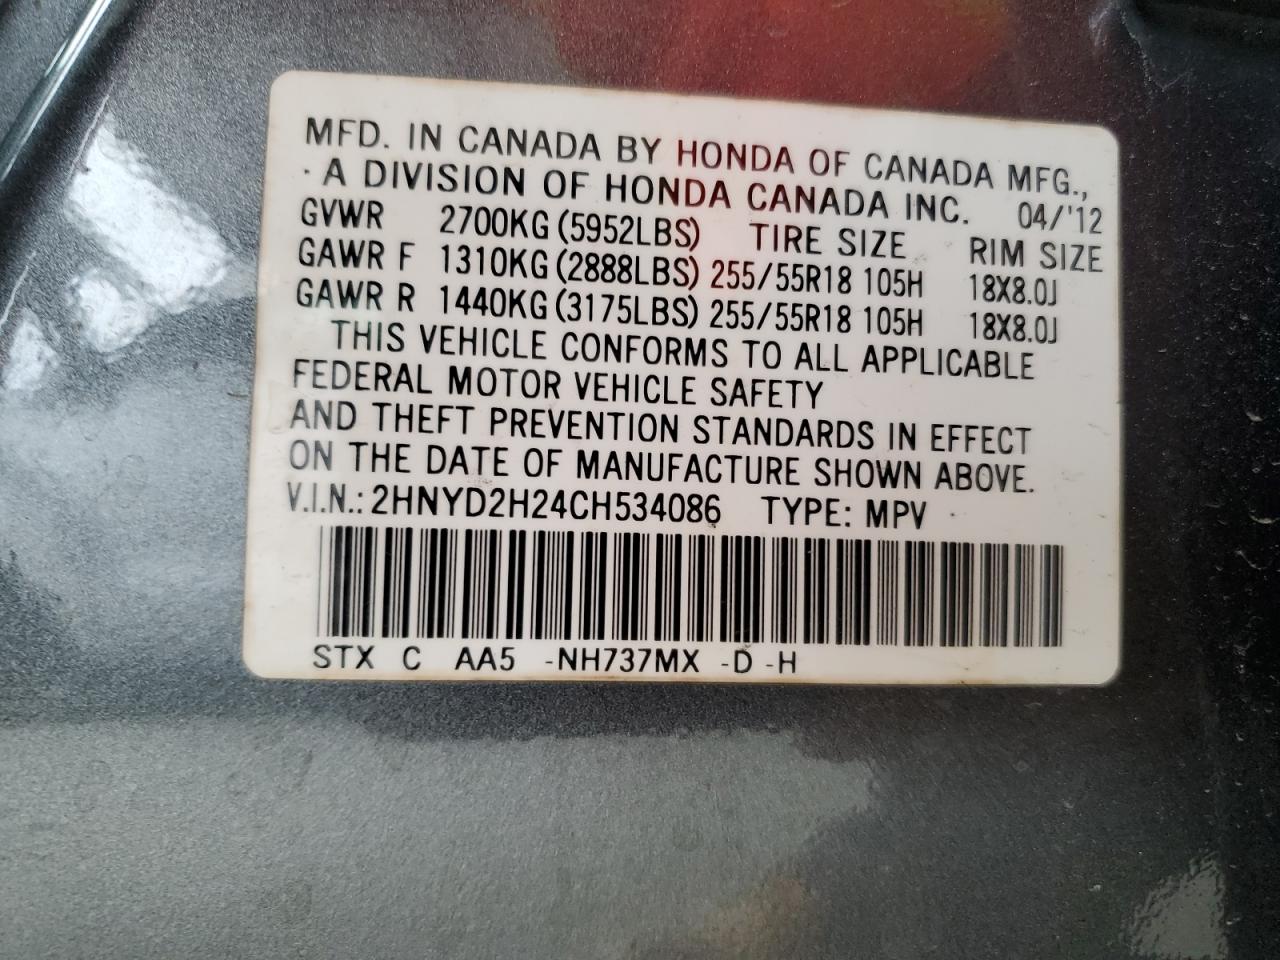 MFD. IN CANADA BY HONDA OF CANADA MFG.,
A DIVISION OF HONDA CANADA INC. 04/'12
GVWR 2700KG (5952LBS) TIRE SIZE RIM SIZE
GAWR F 1310KG (2888LBS) 255/55R18 105H 18X8.0J
GAWR R 1440KG (3175LBS) 255/55R18 105H 18X8.0J
THIS VEHICLE CONFORMS TO ALL APPLICABLE
FEDERAL MOTOR VEHICLE SAFETY
AND THEFT PREVENTION STANDARDS IN EFFECT
ON THE DATE OF MANUFACTURE SHOWN ABOVE.
V.I.N.: 2HNYD2H24CH534086 TYPE: MPV
STX C AA5 -NH737MX -D -H